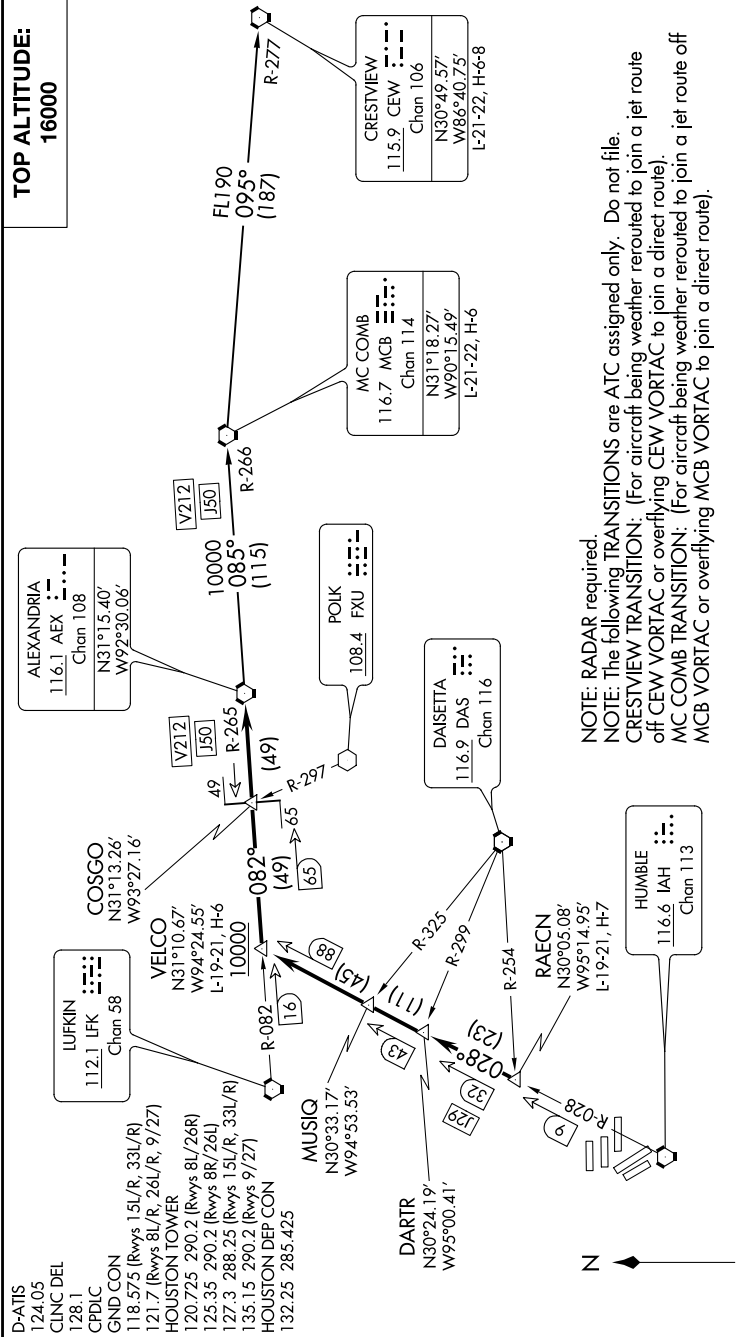 TOP ALTITUDE:
16000
D-ATIS
124.05
CLNC DEL
128.1
CPDLC
GND CON
118.575 (Rwys 15L/R, 33L/R)
121.7 (Rwys 8L/R, 26L/R, 9/27)
HOUSTON TOWER
120.725 290.2 (Rwys 8L/26R)
125.35 290.2 (Rwys 8R/26L)
127.3 288.25 (Rwys 15L/R, 33L/R)
135.15 290.2 (Rwys 9/27)
HOUSTON DEP CON
132.25 285.425
LUFKIN
112.1 LFK
Chan 58
R-082
16
COSGO
N31°13.26'
W93°27.16'
VELCO
N31°10.67'
W94°24.55'
L-19-21, H-6
10000
ALEXANDRIA
116.1 AEX
Chan 108
N31°15.40'
W92°30.06'
V212
J50
R-265
(49)
49
082°
(49)
65
65
R-297
POLK
108.4 FXU
V212
J50
10000
085°
(115)
R-266
MC COMB
116.7 MCB
Chan 114
N31°18.27'
W90°15.49'
L-21-22, H-6
FL190
095°
(187)
R-277
CRESTVIEW
115.9 CEW
Chan 106
N30°49.57'
W86°40.75'
L-21-22, H-6-8
MUSIQ
N30°33.17'
W94°53.53'
88
(45)
43
(11)
DARTR
N30°24.19'
W95°00.41'
32
J29
028°
(23)
9
R-028
R-325
R-299
R-254
DAISETTA
116.9 DAS
Chan 116
RAECN
N30°05.08'
W95°14.95'
L-19-21, H-7
HUMBLE
116.6 IAH
Chan 113
N
NOTE: RADAR required.
NOTE: The following TRANSITIONS are ATC assigned only. Do not file.
CRESTVIEW TRANSITION: (For aircraft being weather rerouted to join a jet route
off CEW VORTAC or overflying CEW VORTAC to join a direct route).
MC COMB TRANSITION: (For aircraft being weather rerouted to join a jet route off
MCB VORTAC or overflying MCB VORTAC to join a direct route).